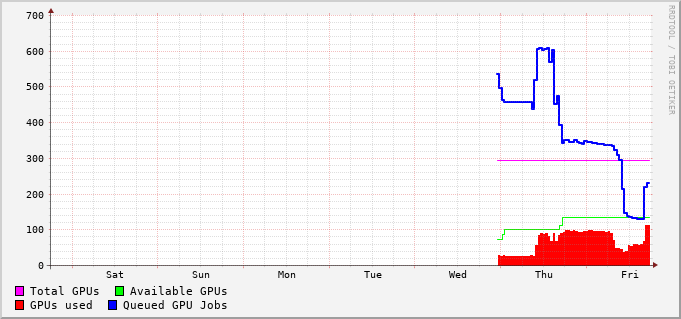 700
600
500
400
300
200
100
0
Sat Sun Mon Tue Wed Thu Fri
Total GPUs Available GPUs
GPUs used Queued GPU Jobs
RRDTOOL / TOBI OETIKER